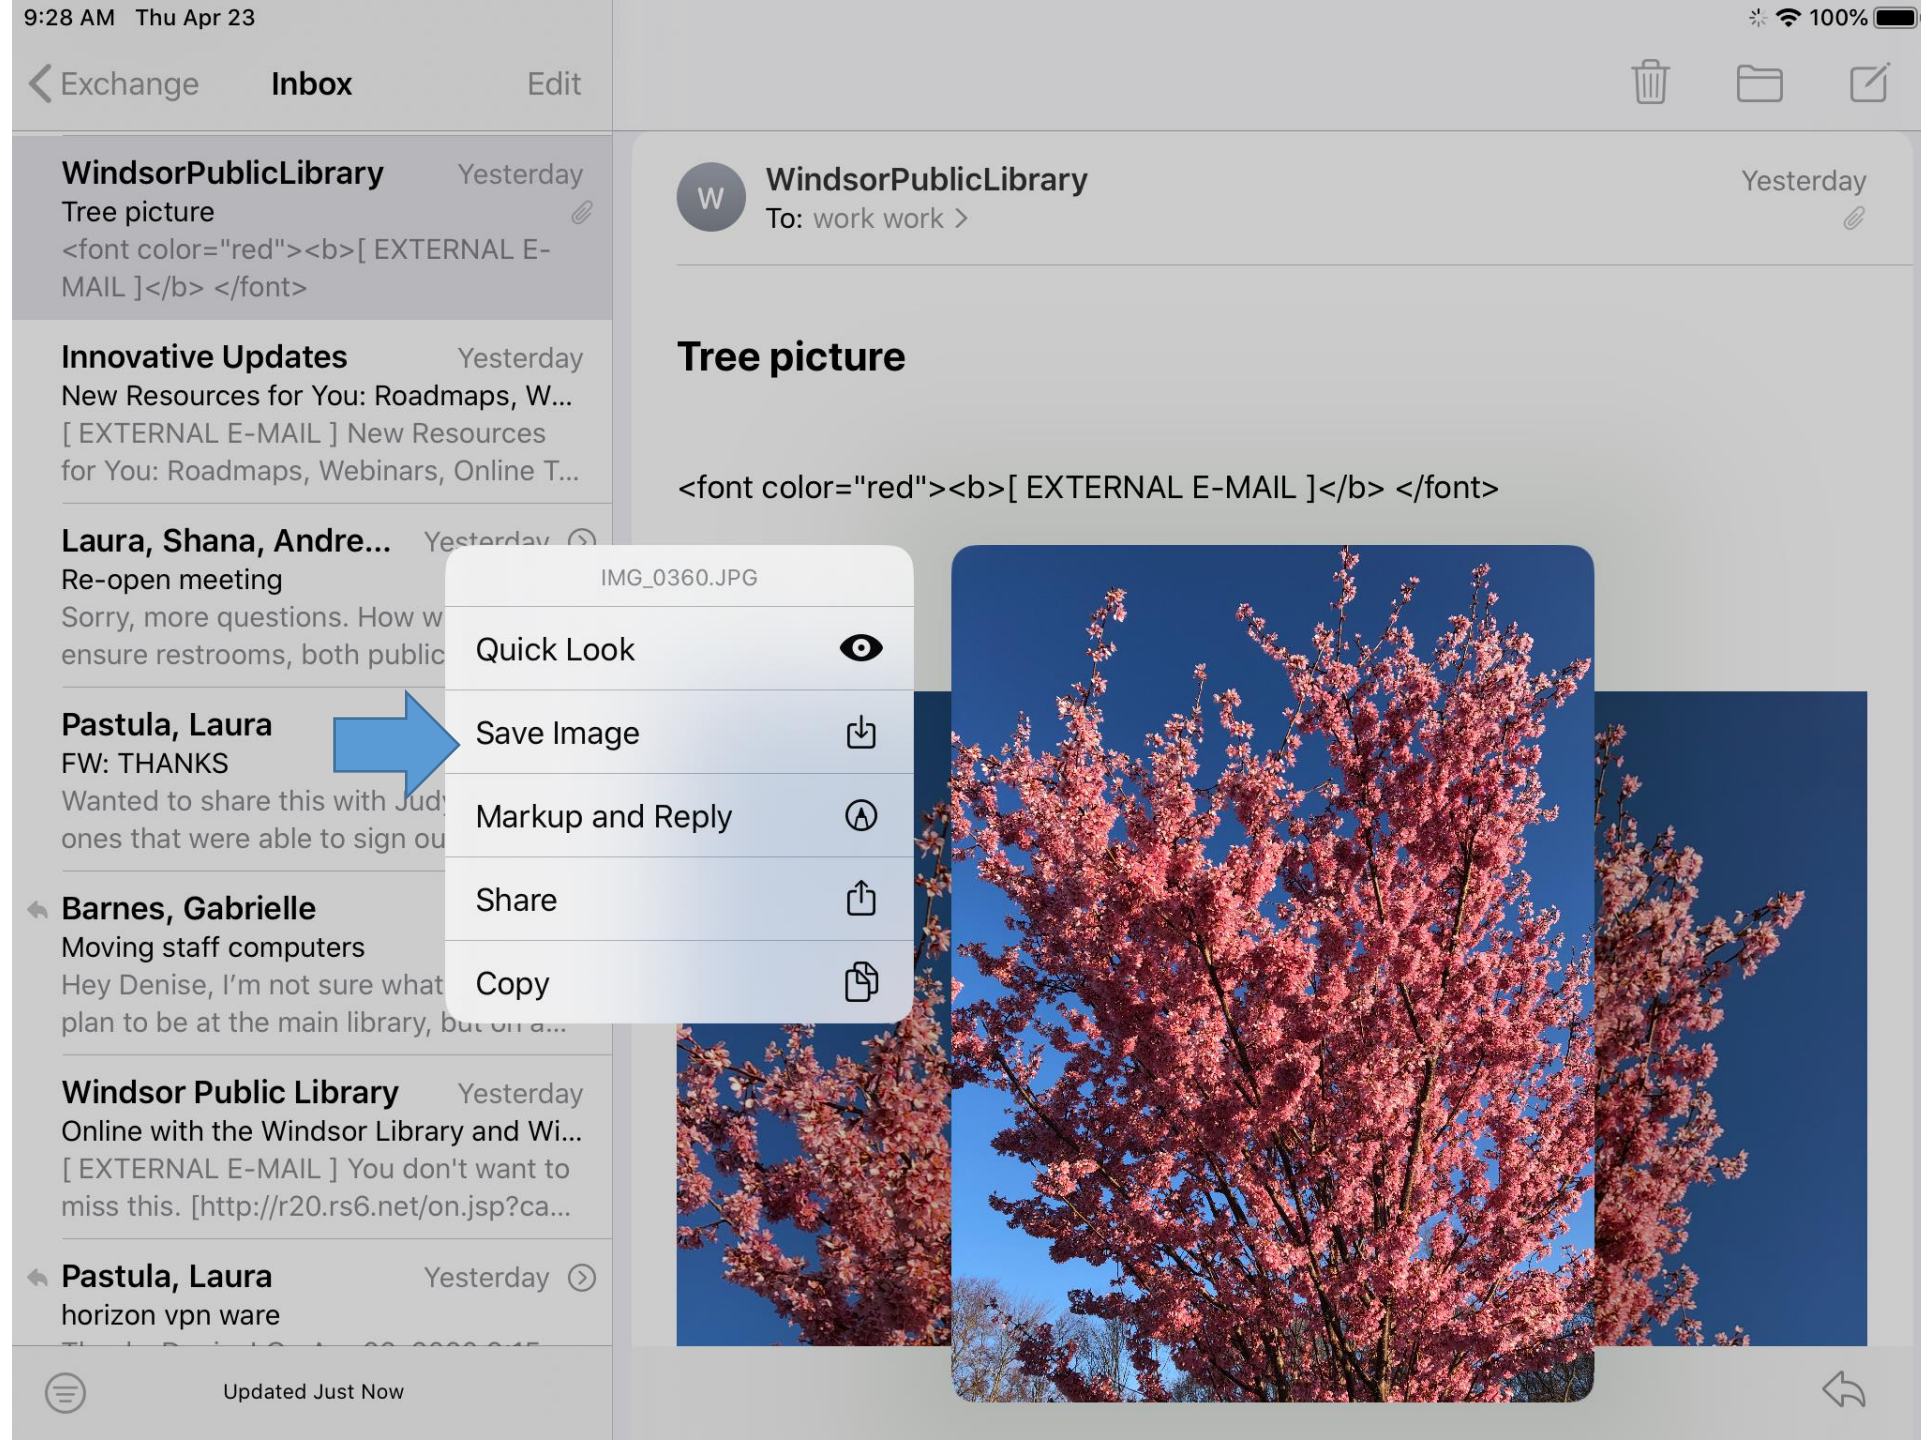 9:28 AM Thu Apr 23
100%
Exchange Inbox Edit
WindsorPublicLibrary Yesterday
Tree picture
<font color="red"><b>[ EXTERNAL E-
MAIL ]</b> </font>
Innovative Updates Yesterday
New Resources for You: Roadmaps, W...
[ EXTERNAL E-MAIL ] New Resources
for You: Roadmaps, Webinars, Online T...
Laura, Shana, Andre... Yesterday
Re-open meeting
Sorry, more questions. How w
ensure restrooms, both public
Pastula, Laura
FW: THANKS
Wanted to share this with Judy
ones that were able to sign ou
Barnes, Gabrielle
Moving staff computers
Hey Denise, I'm not sure what
plan to be at the main library, but on a...
Windsor Public Library Yesterday
Online with the Windsor Library and Wi...
[ EXTERNAL E-MAIL ] You don't want to
miss this. [http://r20.rs6.net/on.jsp?ca...
Pastula, Laura Yesterday
horizon vpn ware
Updated Just Now
W
WindsorPublicLibrary Yesterday
To: work work >
Tree picture
<font color="red"><b>[ EXTERNAL E-MAIL ]</b> </font>
IMG_0360.JPG
Quick Look
Save Image
Markup and Reply
Share
Copy